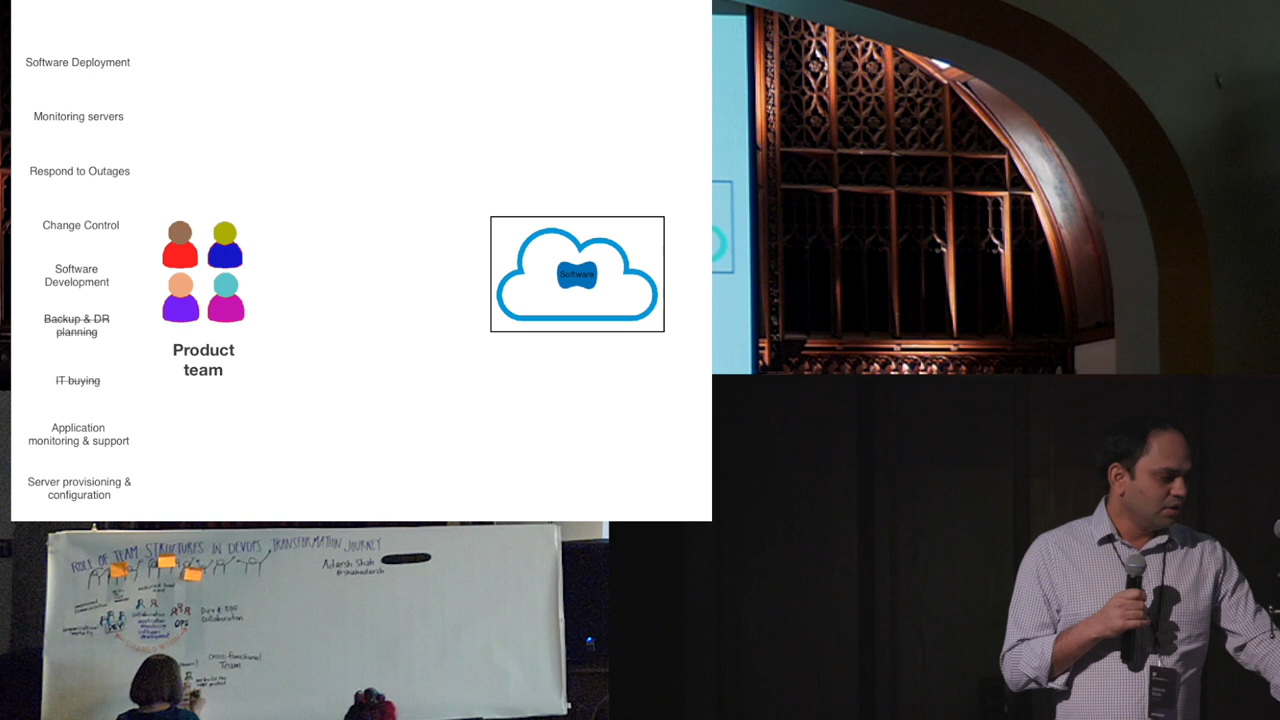 Software Deployment
Monitoring servers
Respond to Outages
Change Control
Software
Development
Backup & DR
planning
IT buying
Application
monitoring & support
Server provisioning &
configuration
Product
team
Software
ROLE OF TEAM STRUCTURES IN DEVOPS TRANSFORMATION JOURNEY
Adarsh Shah
@shahadarsh
DEV
OPS
Dev & OPS
Collaboration
cross-functional
Team